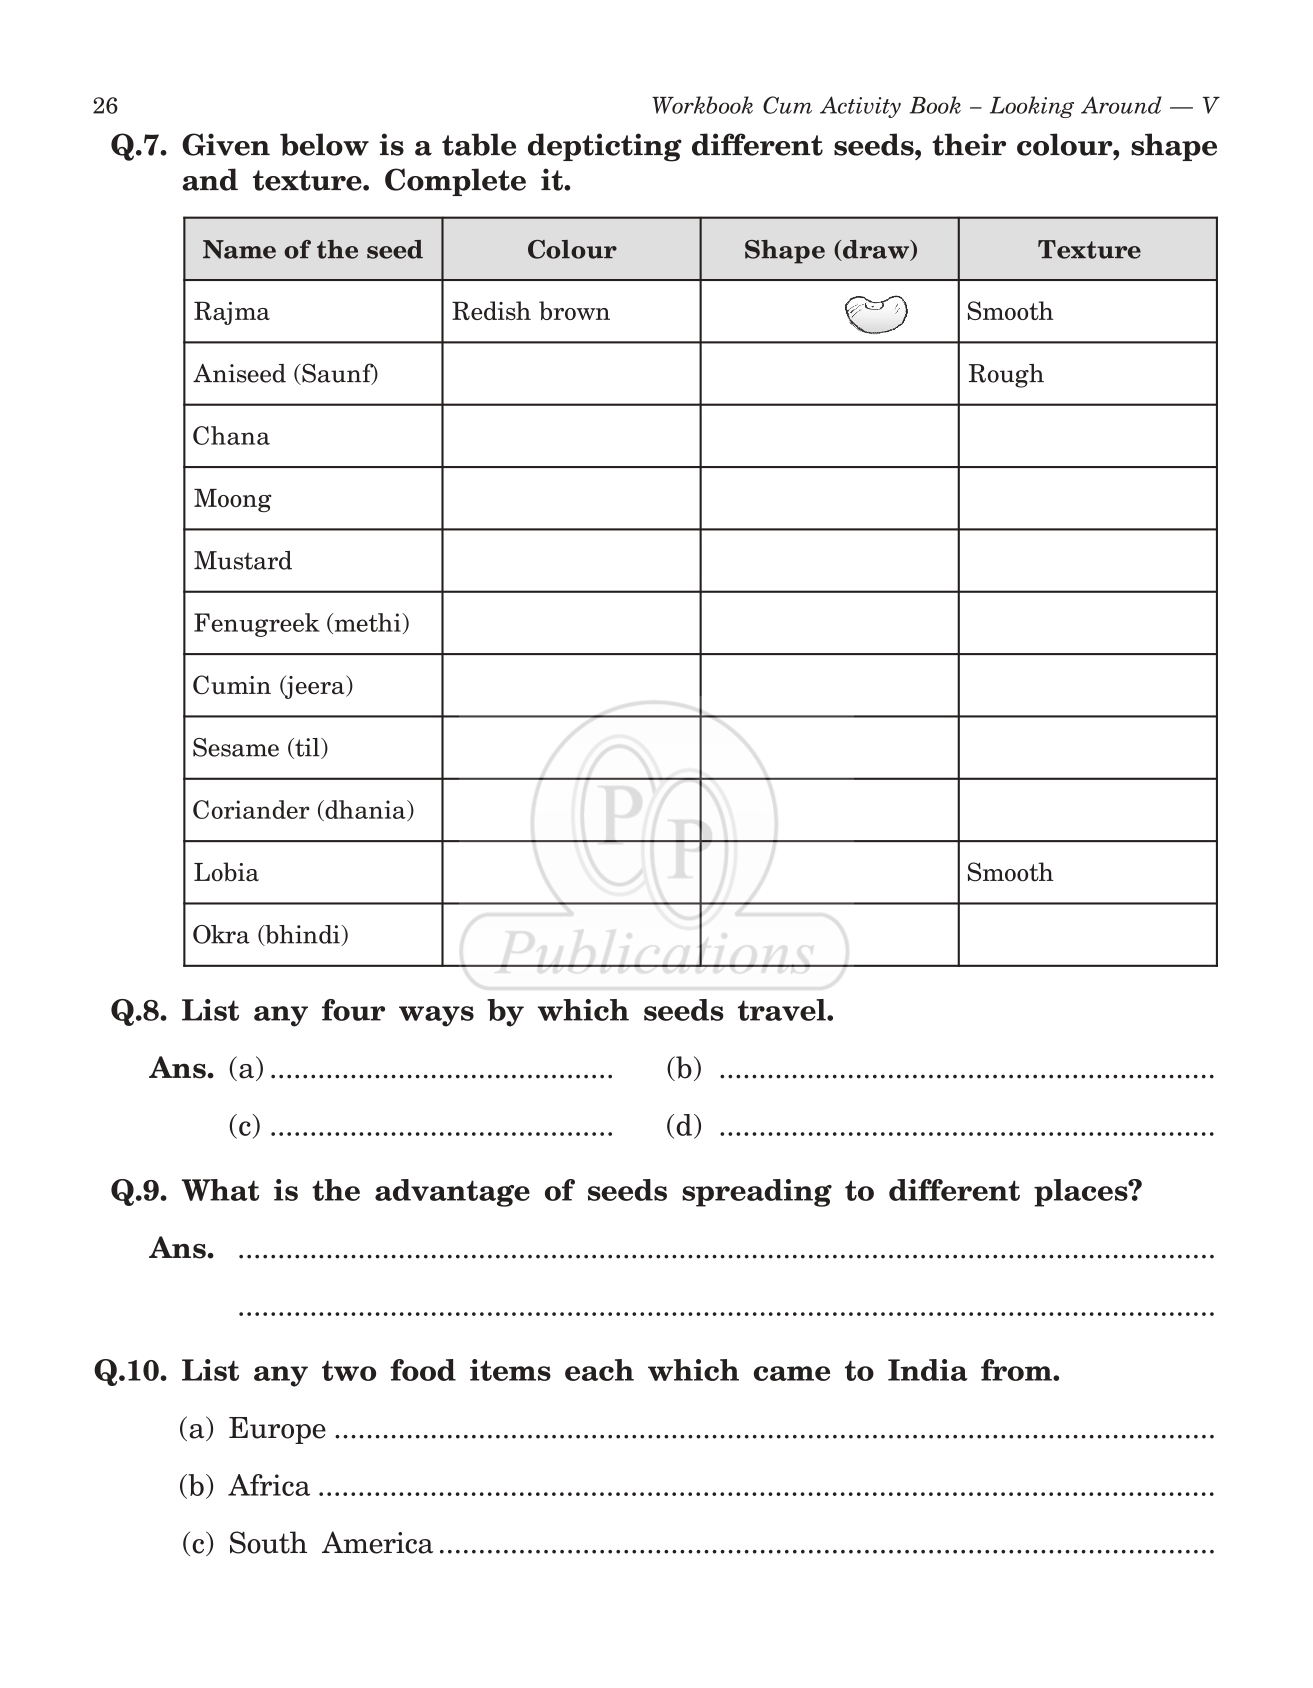 26
Workbook Cum Activity Book – Looking Around — V
Q.7. Given below is a table depticting different seeds, their colour, shape
and texture. Complete it.
Name of the seed Colour Shape (draw) Texture
Rajma Redish brown Smooth
Aniseed (Saunf) Rough
Chana
Moong
Mustard
Fenugreek (methi)
Cumin (jeera)
Sesame (til)
Coriander (dhania)
Lobia Smooth
Okra (bhindi)
P P
Publications
Q.8. List any four ways by which seeds travel.
Ans. (a) ........................................... (b) ..............................................................
(c) ........................................... (d) ..............................................................
Q.9. What is the advantage of seeds spreading to different places?
Ans. ..........................................................................................................................
..........................................................................................................................
Q.10. List any two food items each which came to India from.
(a) Europe ..............................................................................................................
(b) Africa ................................................................................................................
(c) South America .................................................................................................